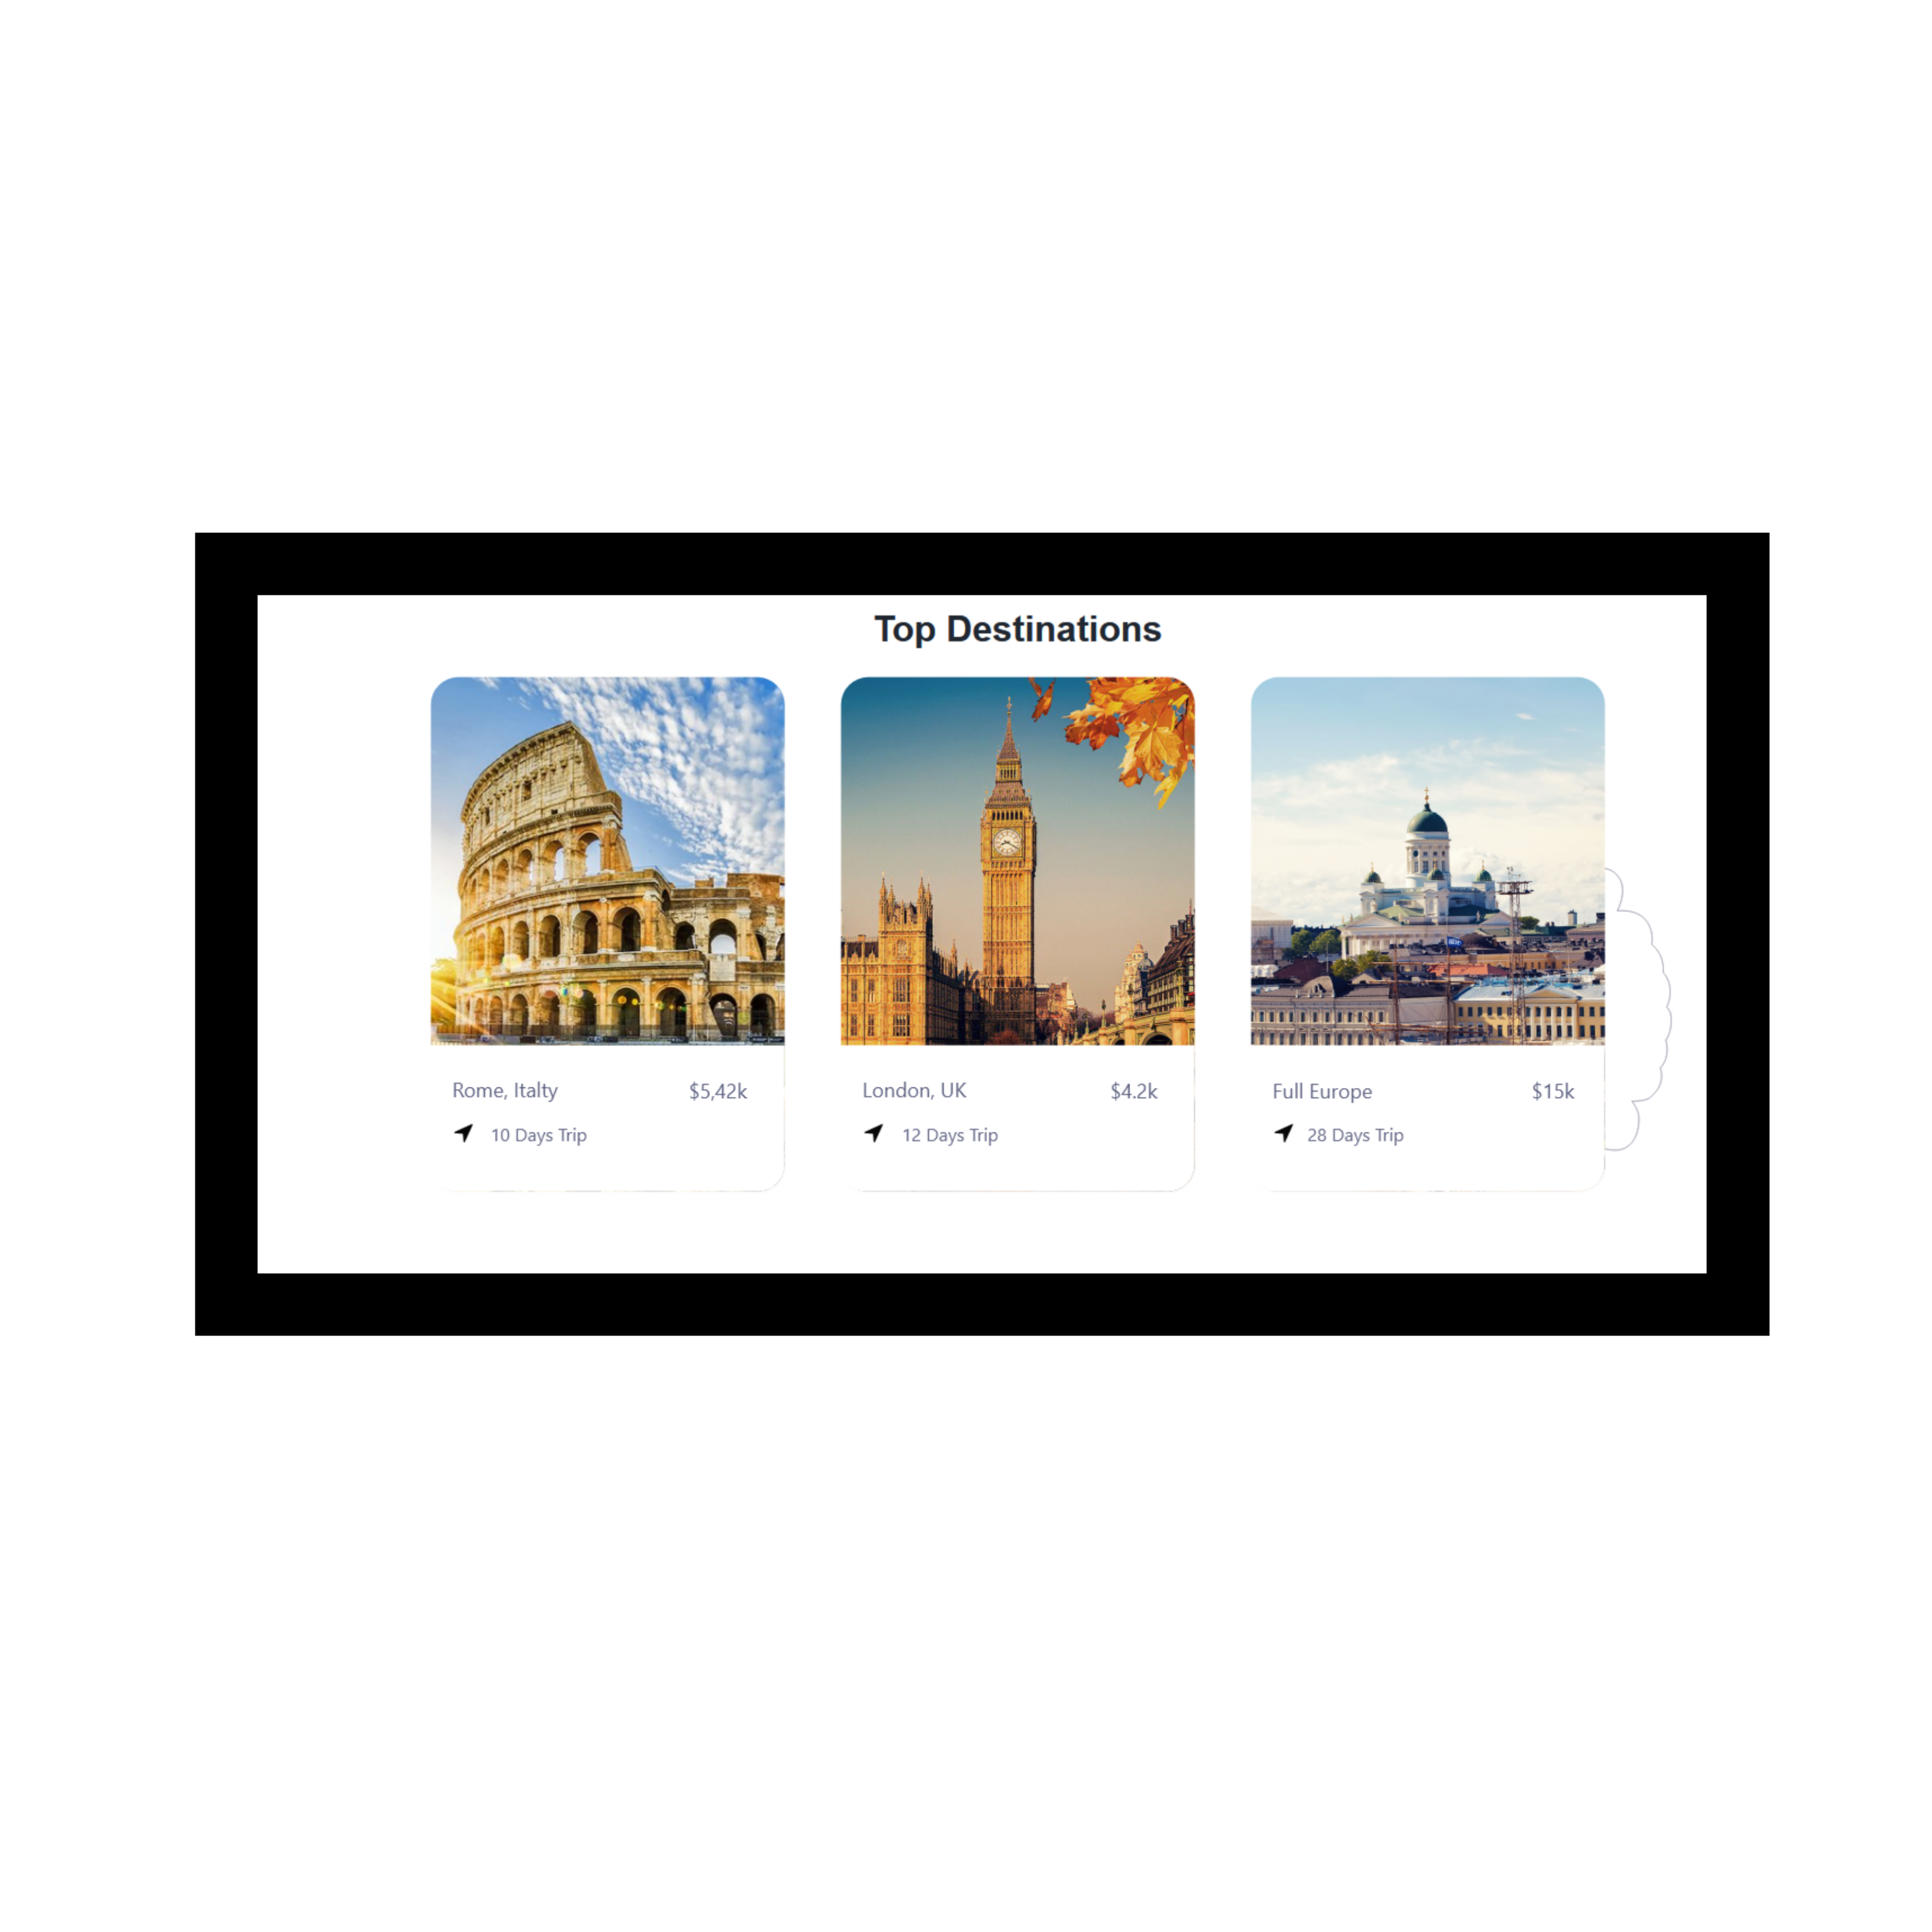 Top Destinations
Rome, Italty
$5,42k
10 Days Trip
London, UK
$4.2k
12 Days Trip
Full Europe
$15k
28 Days Trip